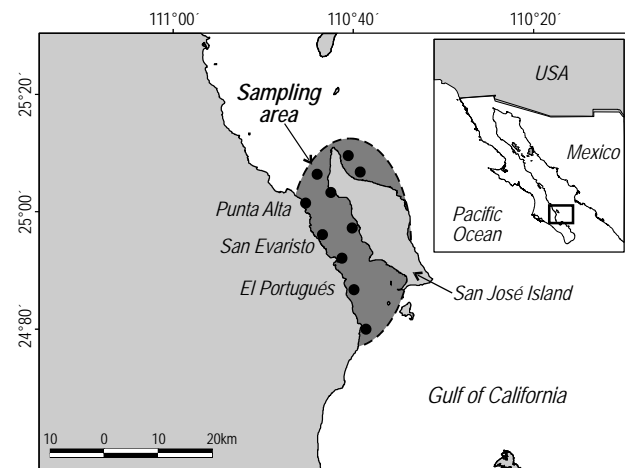 111°00´ 110°40´ 110°20´
25°20´
25°00´
24°80´
Sampling
area
Punta Alta
San Evaristo
El Portugués
San José Island
Gulf of California
USA
Mexico
Pacific
Ocean
10 0 10 20km